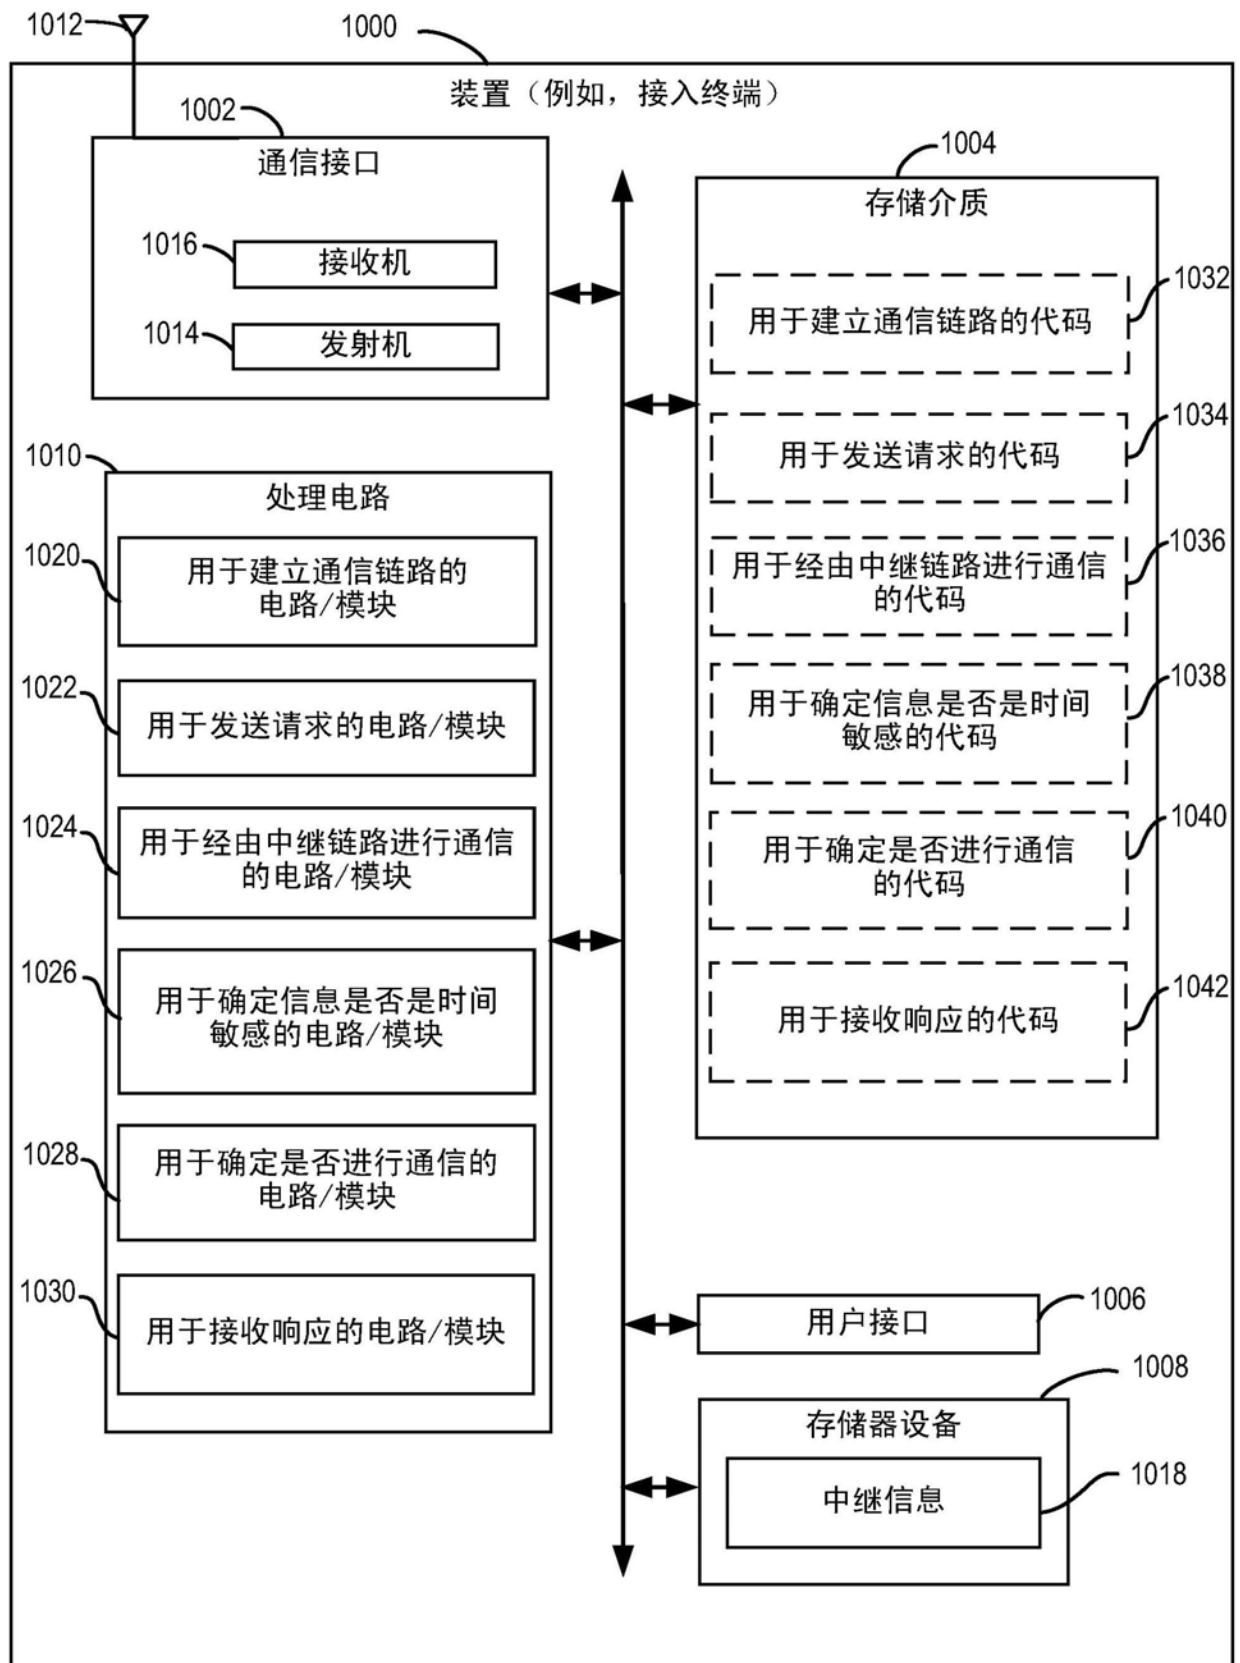 1012
1000
装置（例如，接入终端）
1002
通信接口
1016
接收机
1014
发射机
1004
存储介质
1032
用于建立通信链路的代码
1034
用于发送请求的代码
1036
用于经由中继链路进行通信
的代码
1038
用于确定信息是否是时间
敏感的代码
1040
用于确定是否进行通信
的代码
1042
用于接收响应的代码
1010
处理电路
1020
用于建立通信链路的
电路/模块
1022
用于发送请求的电路/模块
1024
用于经由中继链路进行通信
的电路/模块
1026
用于确定信息是否是时间
敏感的电路/模块
1028
用于确定是否进行通信的
电路/模块
1030
用于接收响应的电路/模块
1006
用户接口
1008
存储器设备
1018
中继信息